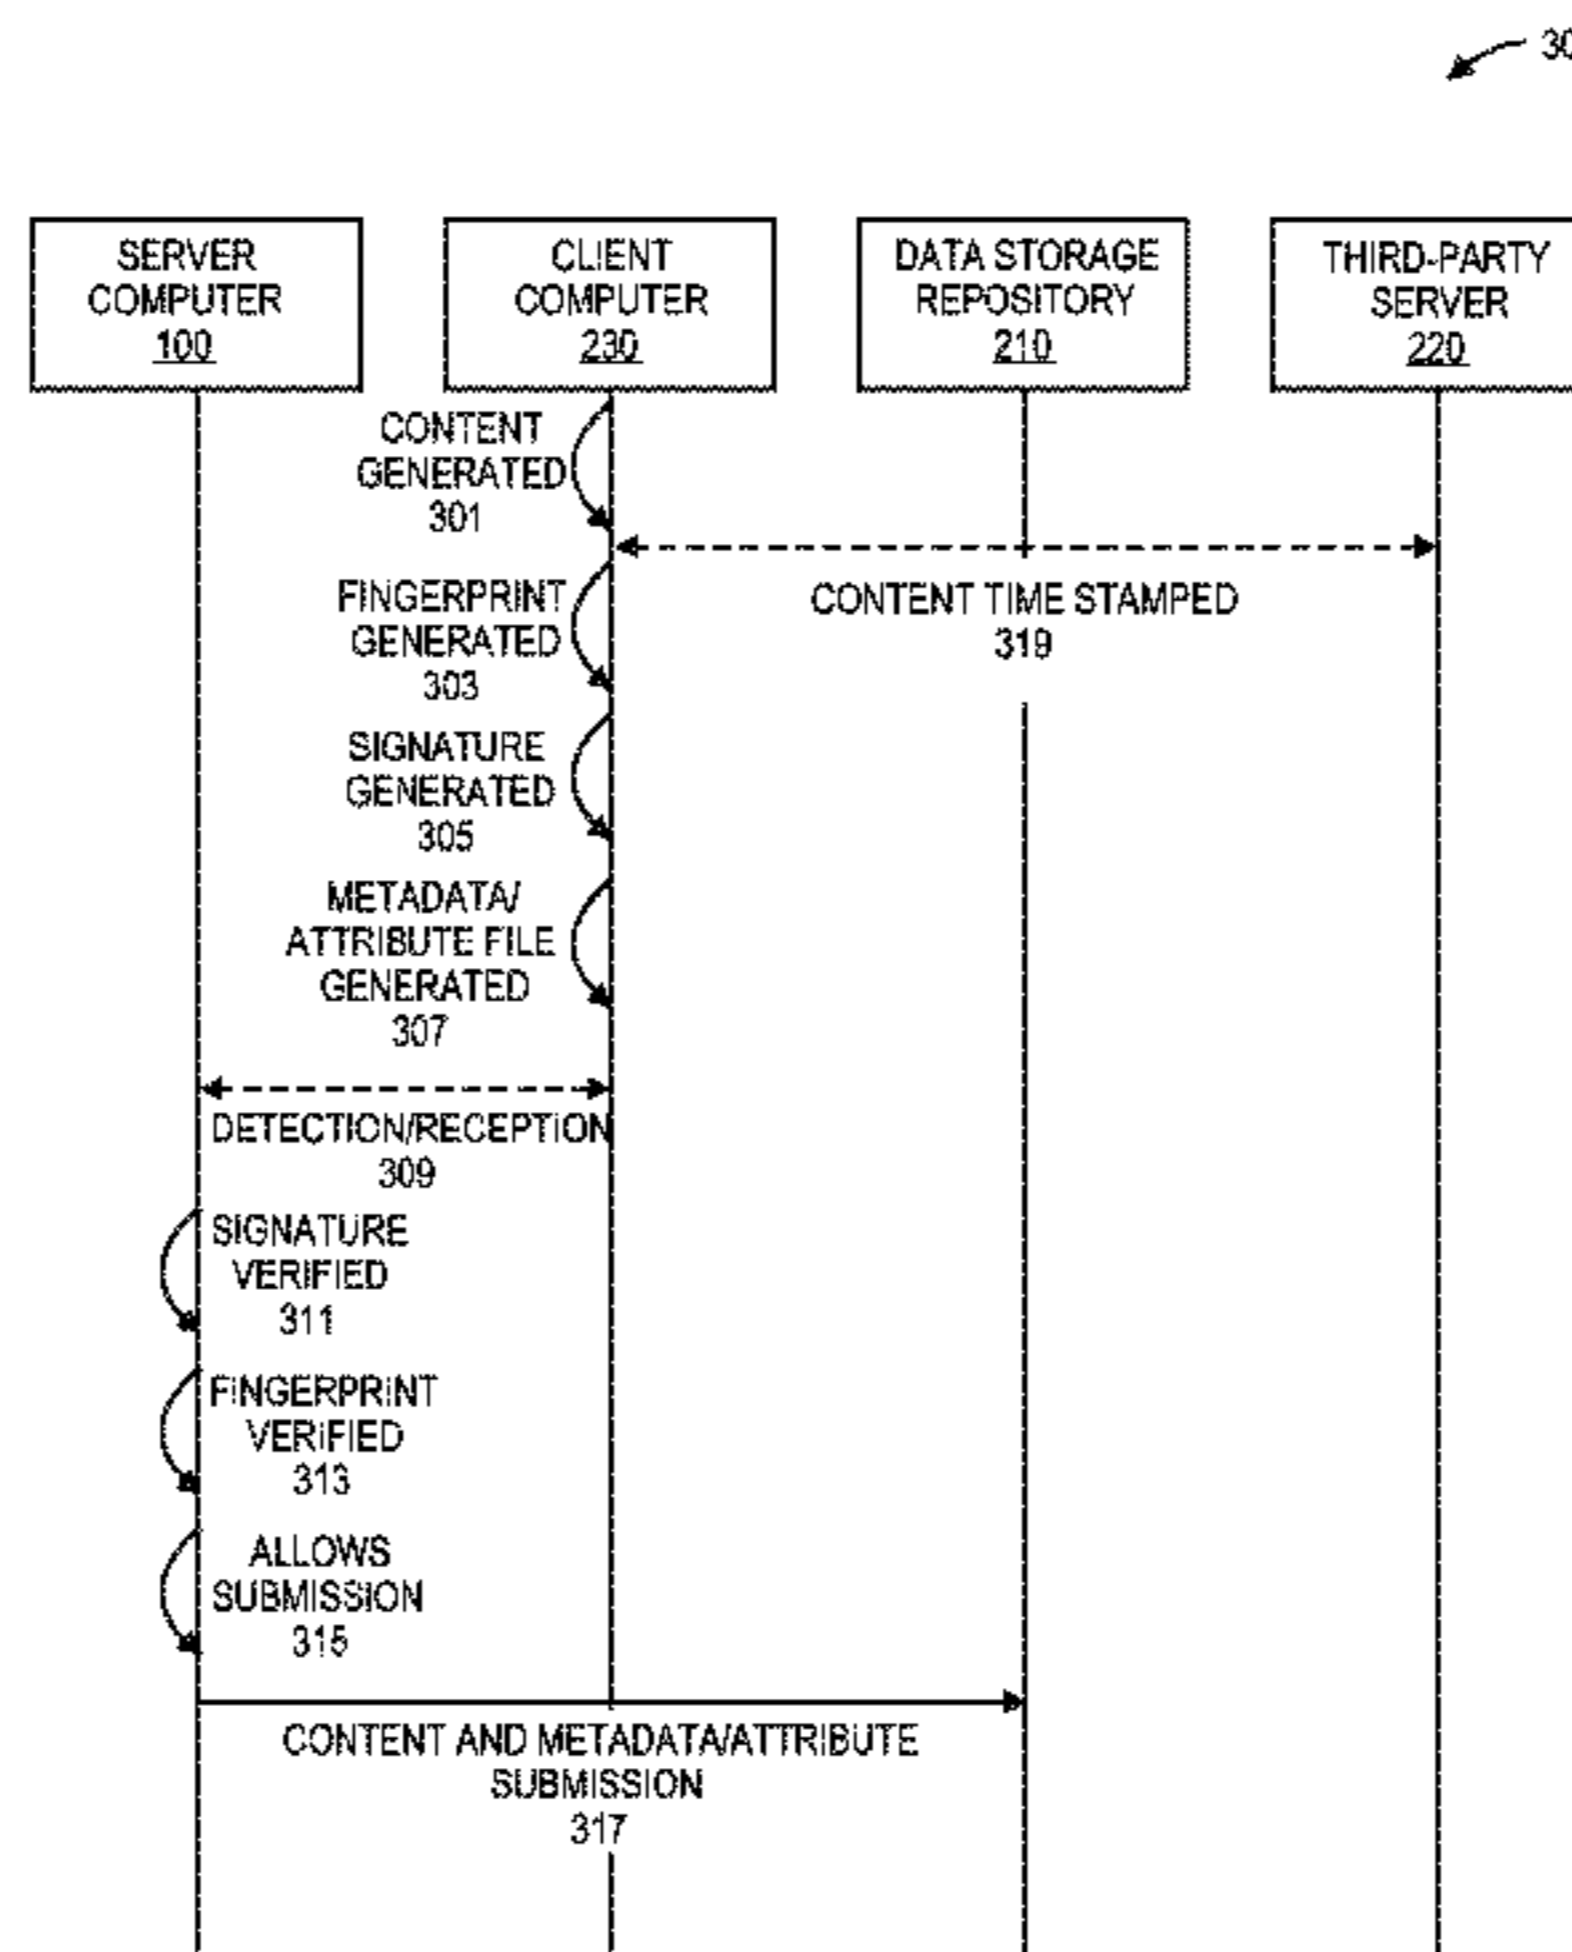 30
SERVER
COMPUTER
100
CLIENT
COMPUTER
230
DATA STORAGE
REPOSITORY
210
THIRD-PARTY
SERVER
220
CONTENT
GENERATED
301
CONTENT TIME STAMPED
319
FINGERPRINT
GENERATED
303
SIGNATURE
GENERATED
305
METADATA/
ATTRIBUTE FILE
GENERATED
307
DETECTION/RECEPTION
309
SIGNATURE
VERIFIED
311
FINGERPRINT
VERIFIED
313
ALLOWS
SUBMISSION
315
CONTENT AND METADATA/ATTRIBUTE
SUBMISSION
317